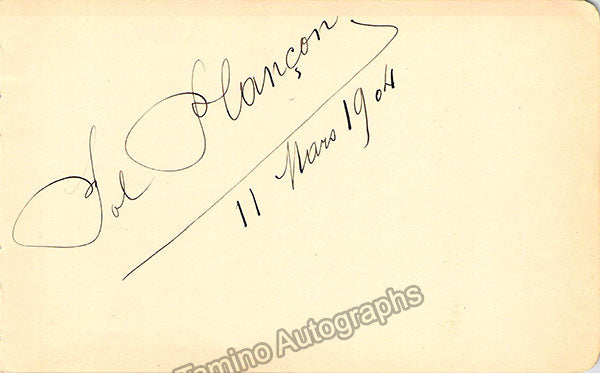 Pol Plançon
11 Mars 1904
Tamino Autographs